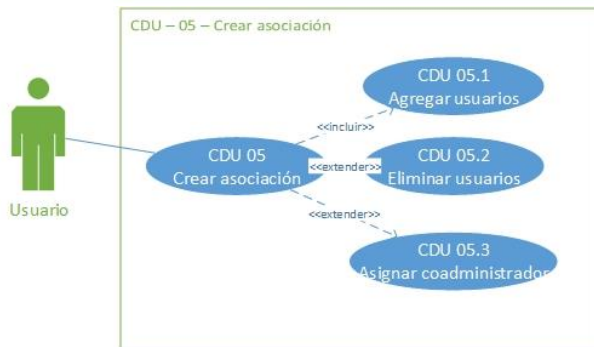 CDU – 05 – Crear asociación
CDU 05.1
Agregar usuarios
<<incluir>>
CDU 05
Crear asociación
<<extender>>
CDU 05.2
Eliminar usuarios
Usuario
<<extender>>
CDU 05.3
Asignar coadministrador